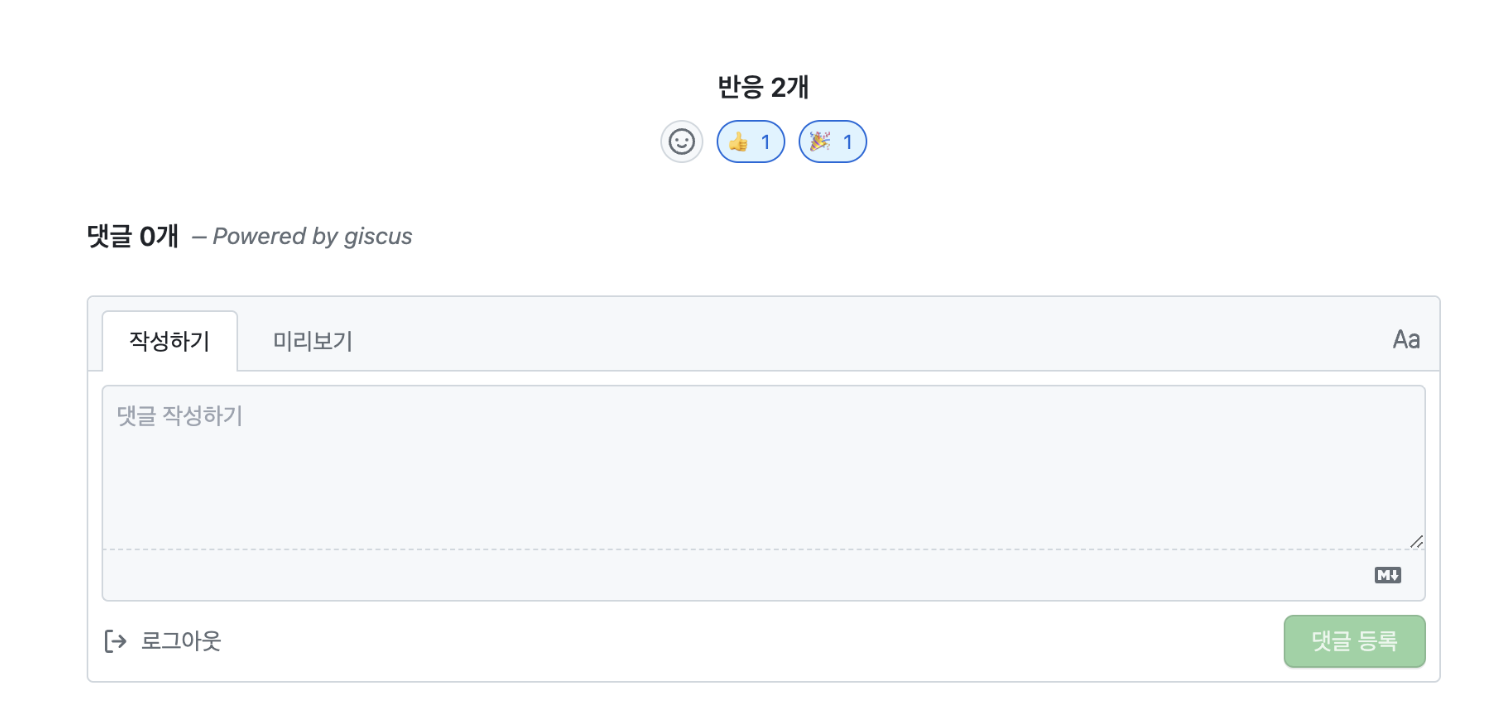 반응 2개
👍 1 🎉 1
댓글 0개 – Powered by giscus
작성하기 미리보기 Aa
댓글 작성하기
M↓
로그아웃 댓글 등록